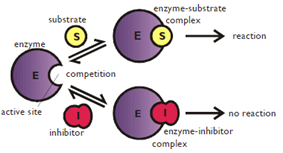 substrate
S
enzyme-substrate
complex
enzyme
E
S
reaction
E
competition
active site
I
inhibitor
E
I
no reaction
enzyme-inhibitor
complex